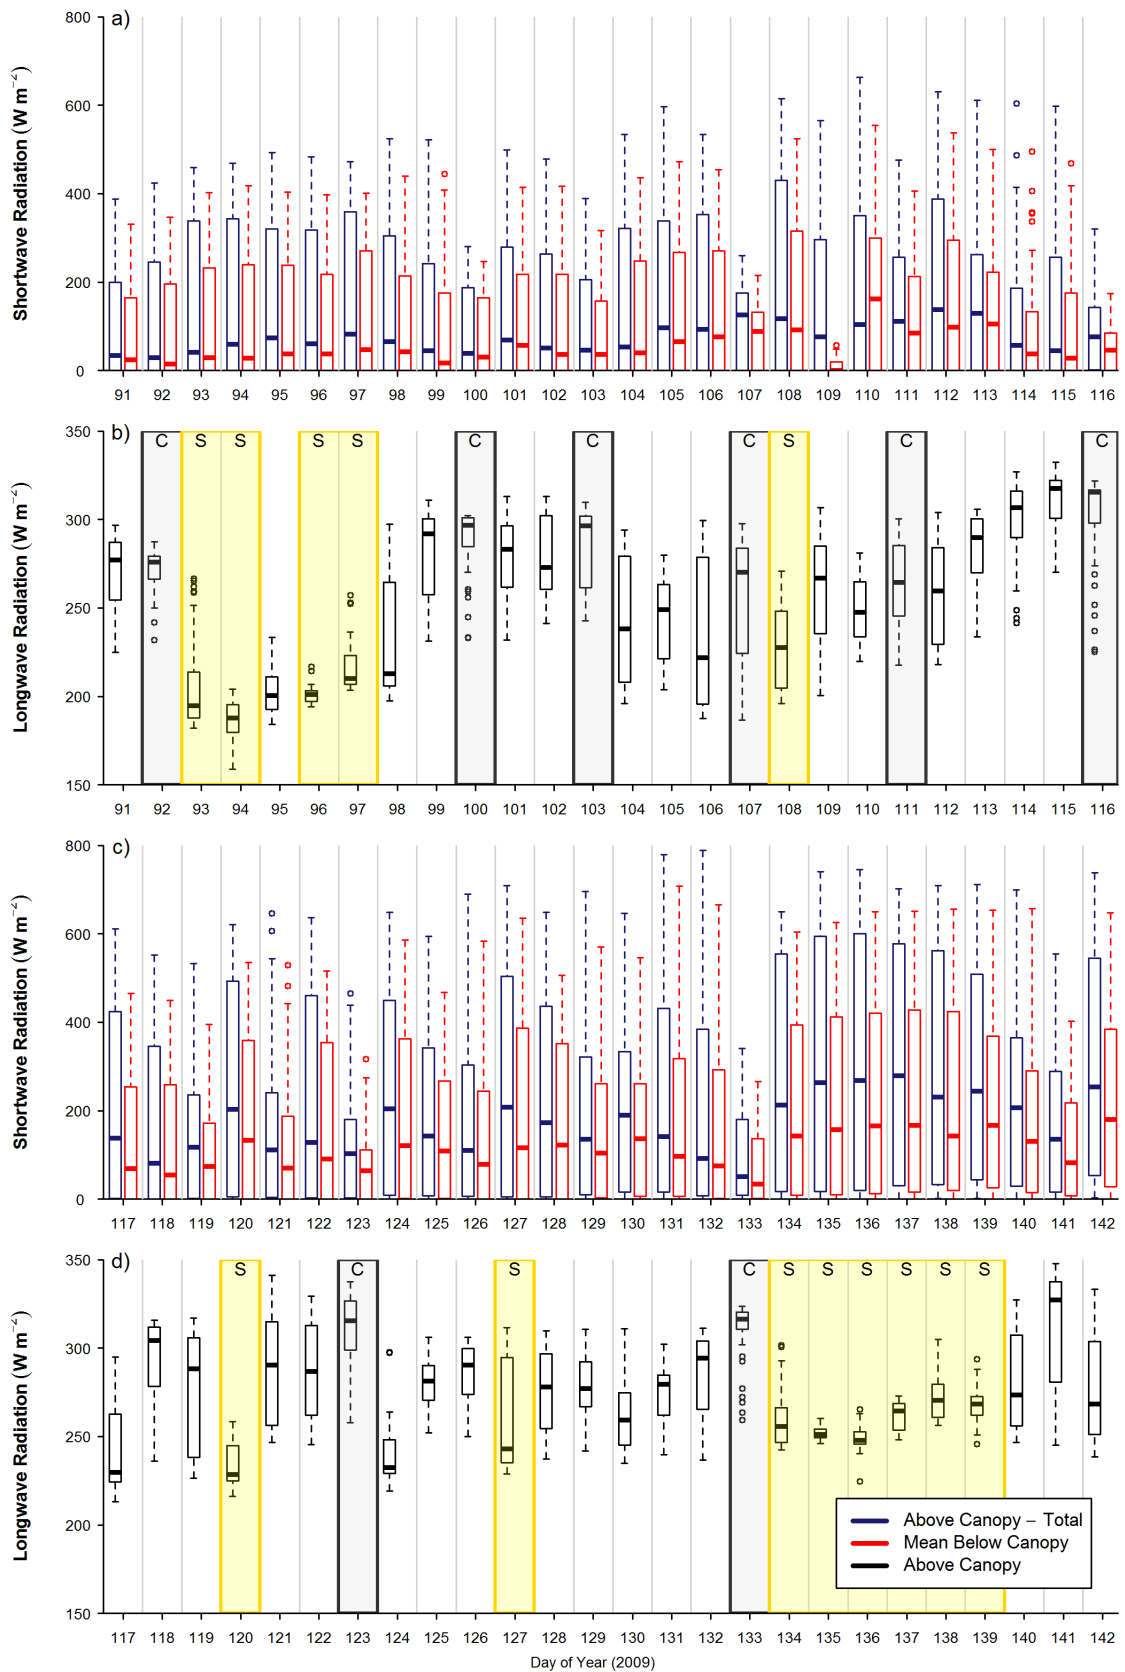 a)
Shortwave Radiation (W m−2)
800
600
400
200
0
91 92 93 94 95 96 97 98 99 100 101 102 103 104 105 106 107 108 109 110 111 112 113 114 115 116
b)
Longwave Radiation (W m−2)
350
300
250
200
150
C S S S S C C C S C C
91 92 93 94 95 96 97 98 99 100 101 102 103 104 105 106 107 108 109 110 111 112 113 114 115 116
c)
Shortwave Radiation (W m−2)
800
600
400
200
0
117 118 119 120 121 122 123 124 125 126 127 128 129 130 131 132 133 134 135 136 137 138 139 140 141 142
d)
Longwave Radiation (W m−2)
350
300
250
200
150
S C S C S S S S S S
Above Canopy − Total
Mean Below Canopy
Above Canopy
117 118 119 120 121 122 123 124 125 126 127 128 129 130 131 132 133 134 135 136 137 138 139 140 141 142
Day of Year (2009)